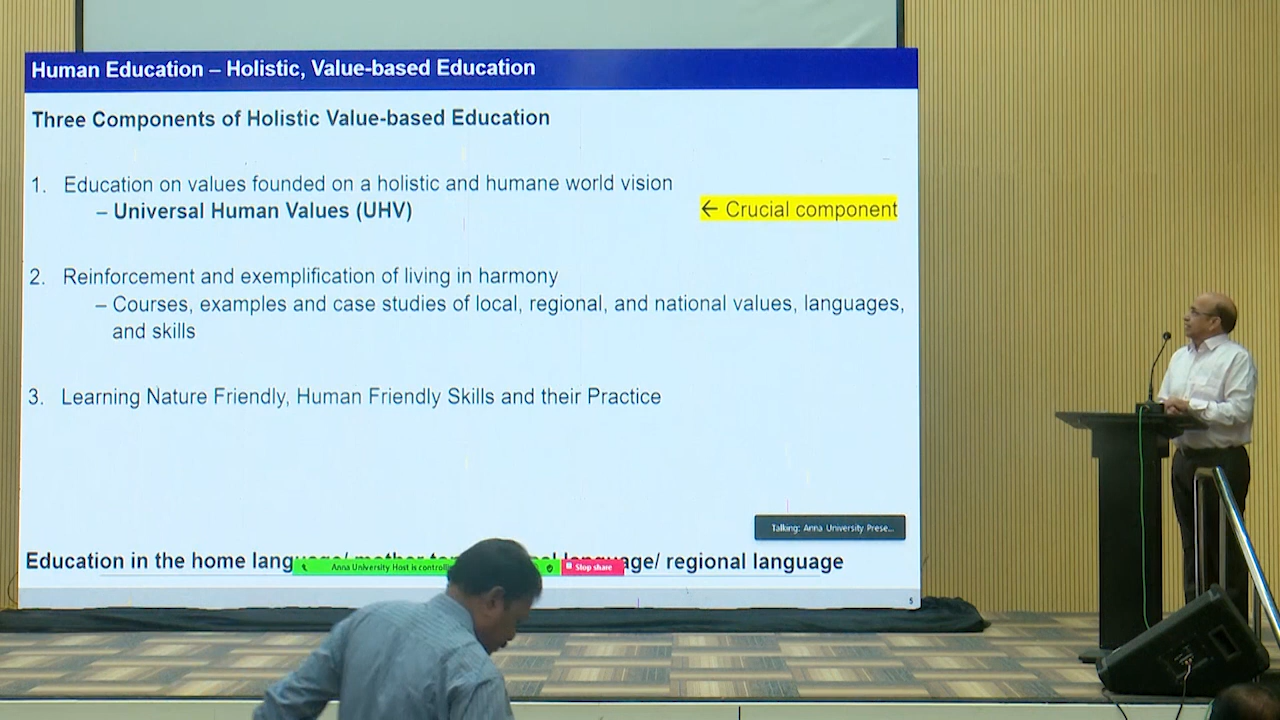 Human Education – Holistic, Value-based Education
Three Components of Holistic Value-based Education
1. Education on values founded on a holistic and humane world vision
– Universal Human Values (UHV)
← Crucial component
2. Reinforcement and exemplification of living in harmony
– Courses, examples and case studies of local, regional, and national values, languages,
and skills
3. Learning Nature Friendly, Human Friendly Skills and their Practice
Talking: Anna University Prese...
Education in the home language/ mother age/ regional language
Anna University Host is
Stop share
5